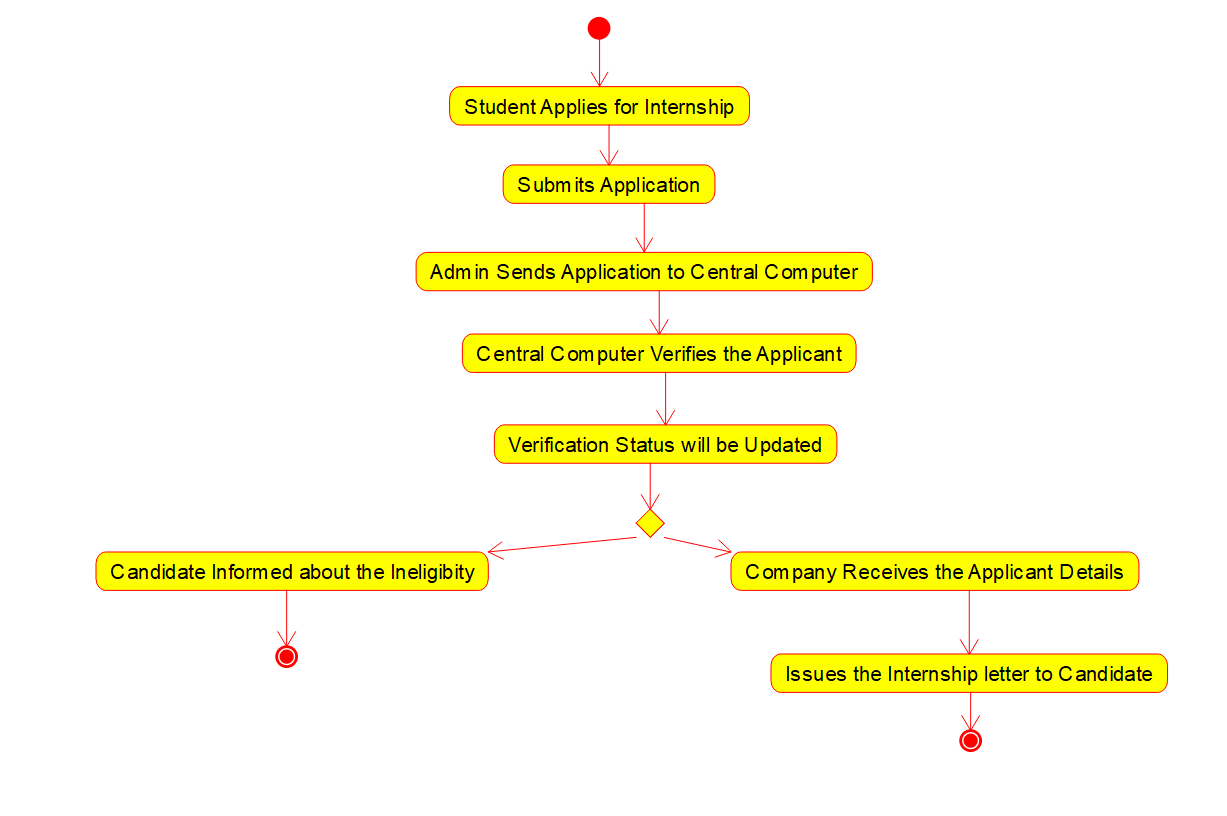 Student Applies for Internship
Submits Application
Admin Sends Application to Central Computer
Central Computer Verifies the Applicant
Verification Status will be Updated
Candidate Informed about the Ineligibity
Company Receives the Applicant Details
Issues the Internship letter to Candidate